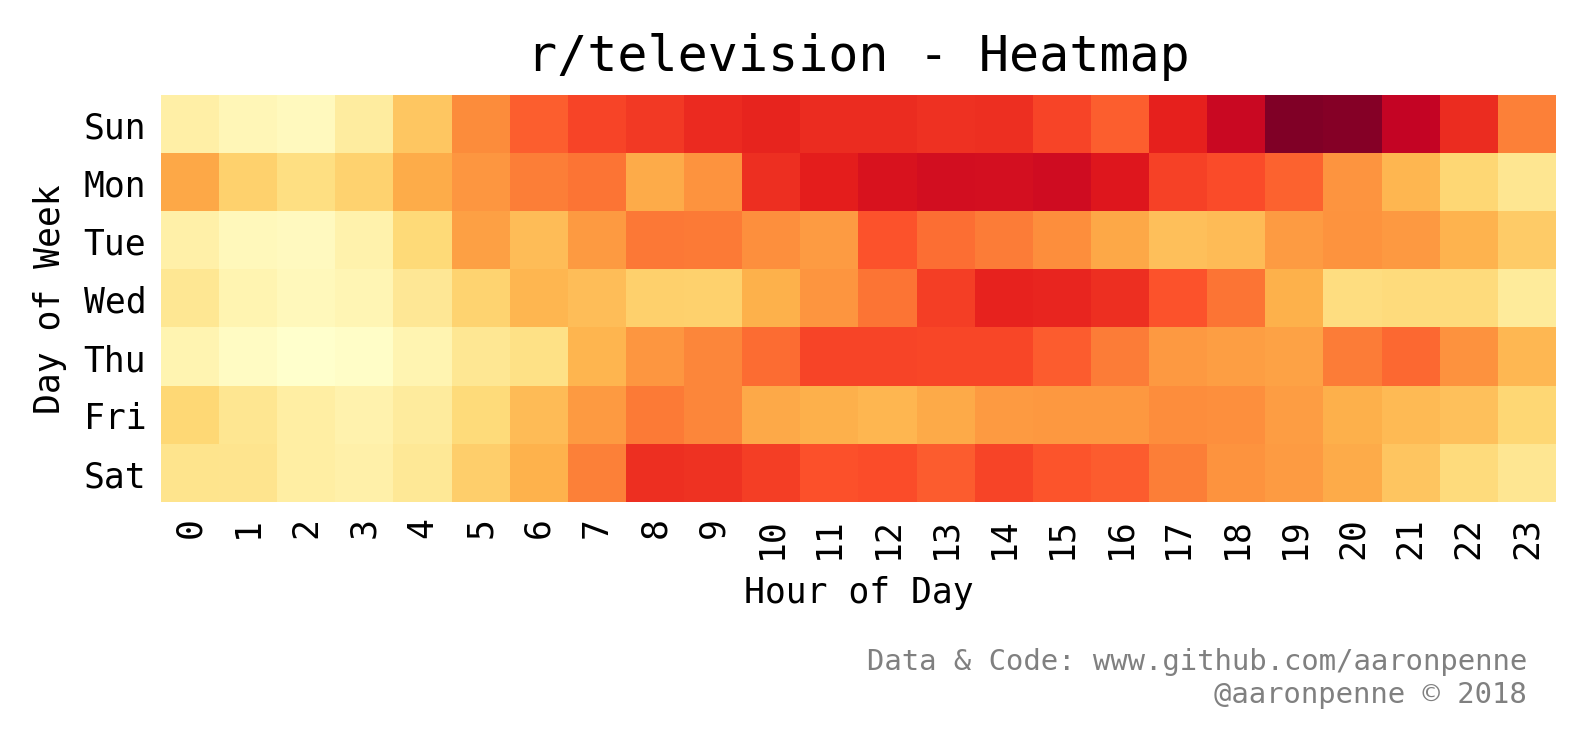 r/television - Heatmap
Day of Week
Sun
Mon
Tue
Wed
Thu
Fri
Sat
0 1 2 3 4 5 6 7 8 9 10 11 12 13 14 15 16 17 18 19 20 21 22 23
Hour of Day
Data & Code: www.github.com/aaronpenne
@aaronpenne © 2018